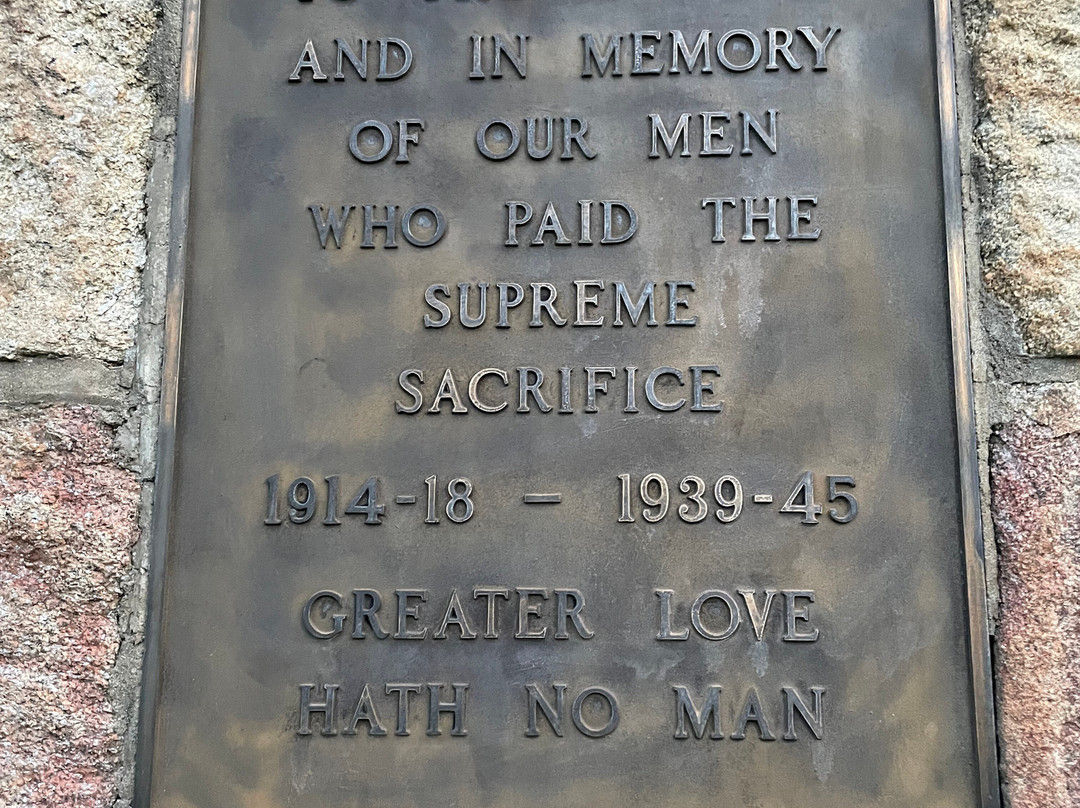 AND IN MEMORY
OF OUR MEN
WHO PAID THE
SUPREME
SACRIFICE
1914-18 — 1939-45
GREATER LOVE
HATH NO MAN